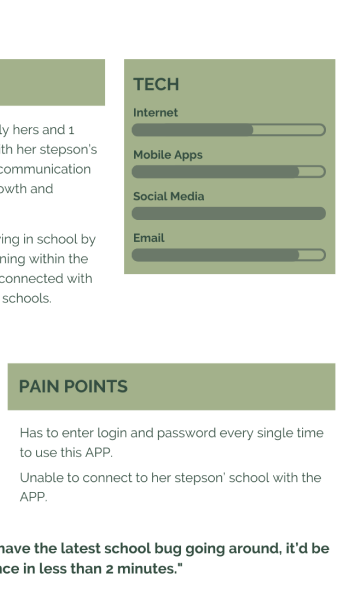 TECH
Internet
Mobile Apps
Social Media
Email
ly hers and 1
th her stepson's
communication
owth and
ing in school by
ning within the
connected with
schools.
PAIN POINTS
Has to enter login and password every single time
to use this APP.
Unable to connect to her stepson' school with the
APP.
have the latest school bug going around, it'd be
nce in less than 2 minutes."